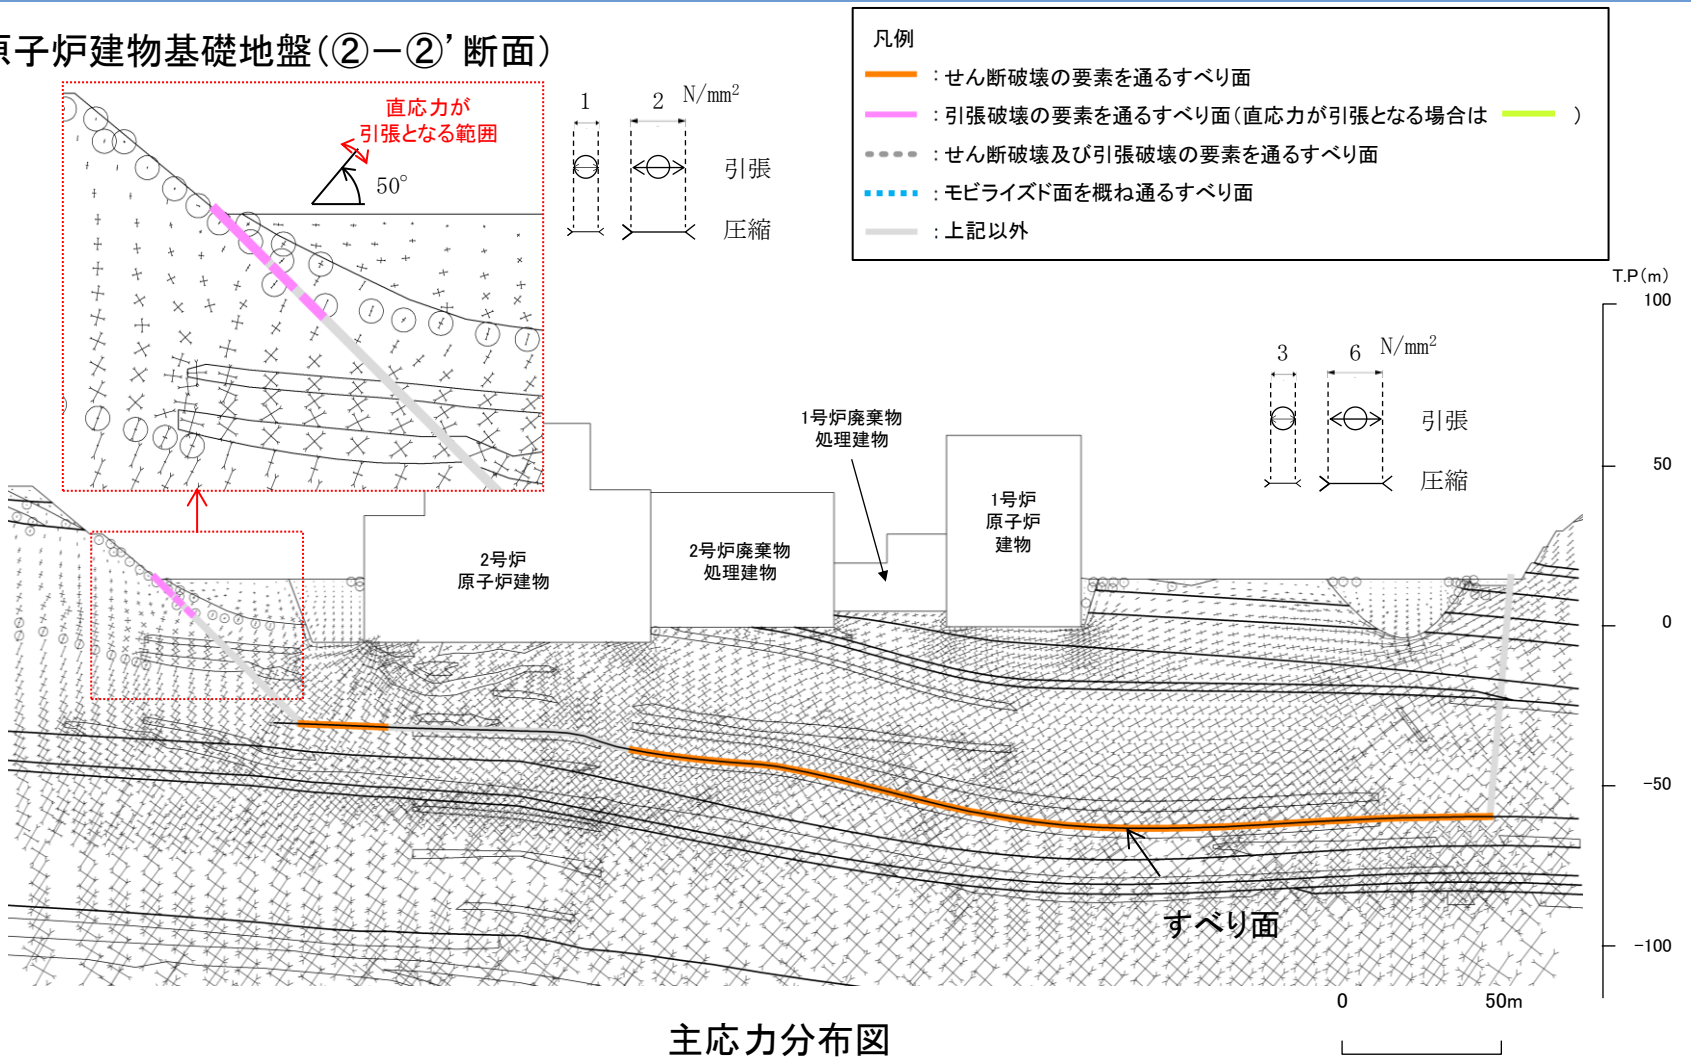 原子炉建物基礎地盤(②－②’断面)
凡例
：せん断破壊の要素を通るすべり面
：引張破壊の要素を通るすべり面(直応力が引張となる場合は　　)
：せん断破壊及び引張破壊の要素を通るすべり面
：モビライズド面を概ね通るすべり面
：上記以外
直応力が
引張となる範囲
50°
1 2 N/mm²
引張
圧縮
T.P(m)
100
50
0
-50
-100
3 6 N/mm²
引張
圧縮
1号炉廃棄物
処理建物
1号炉
原子炉
建物
2号炉
原子炉建物
2号炉廃棄物
処理建物
すべり面
0 50m
主応力分布図